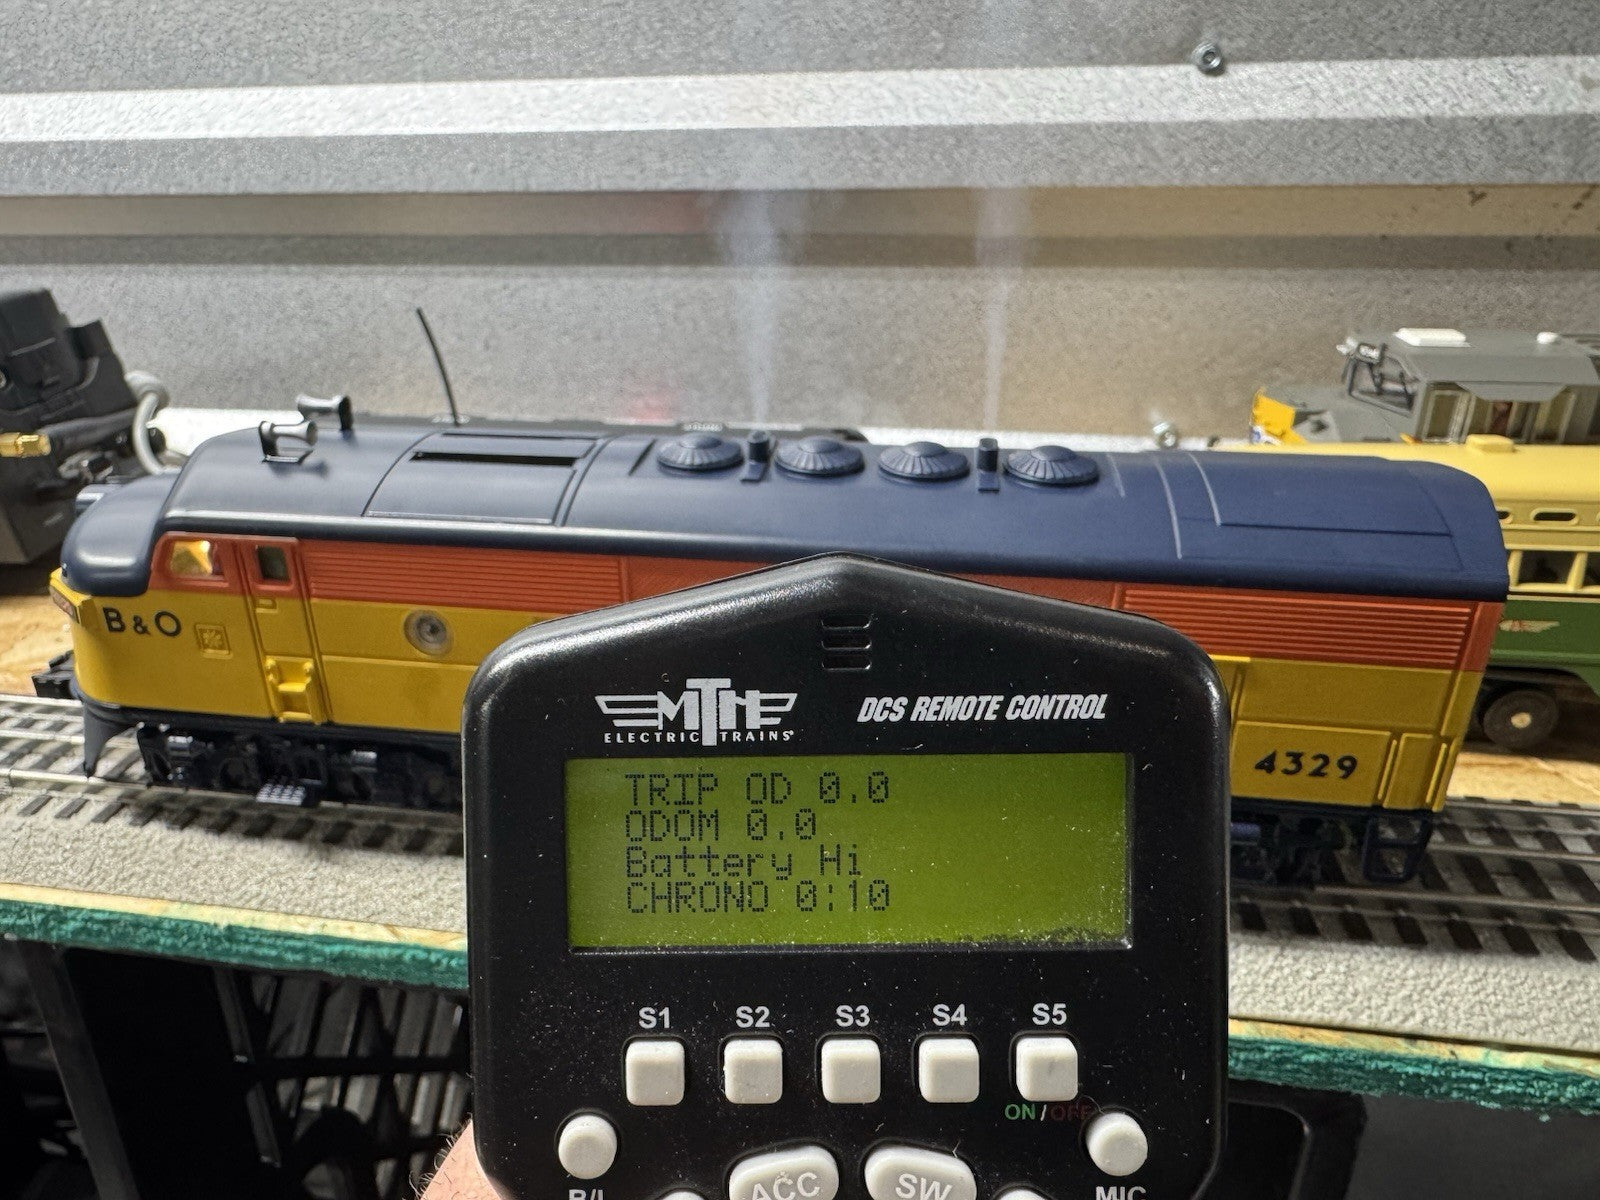 B & O
MTH
ELECTRIC TRAINS
DCS REMOTE CONTROL
TRIP OD 0.0
ODOM 0.0
Battery Hi
CHRONO 0:10
4329
S1 S2 S3 S4 S5
ON/OFF
ACC SW
MIC